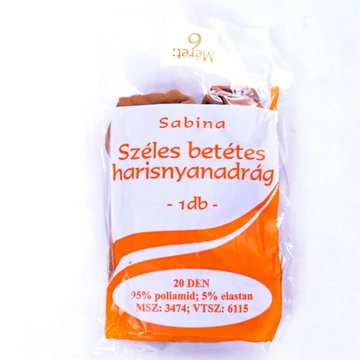 Méret:
6
Sabina
Széles betétes
harisnyanadrág
- 1db -
20 DEN
95% poliamid; 5% elastan
MSZ: 3474; VTSZ: 6115